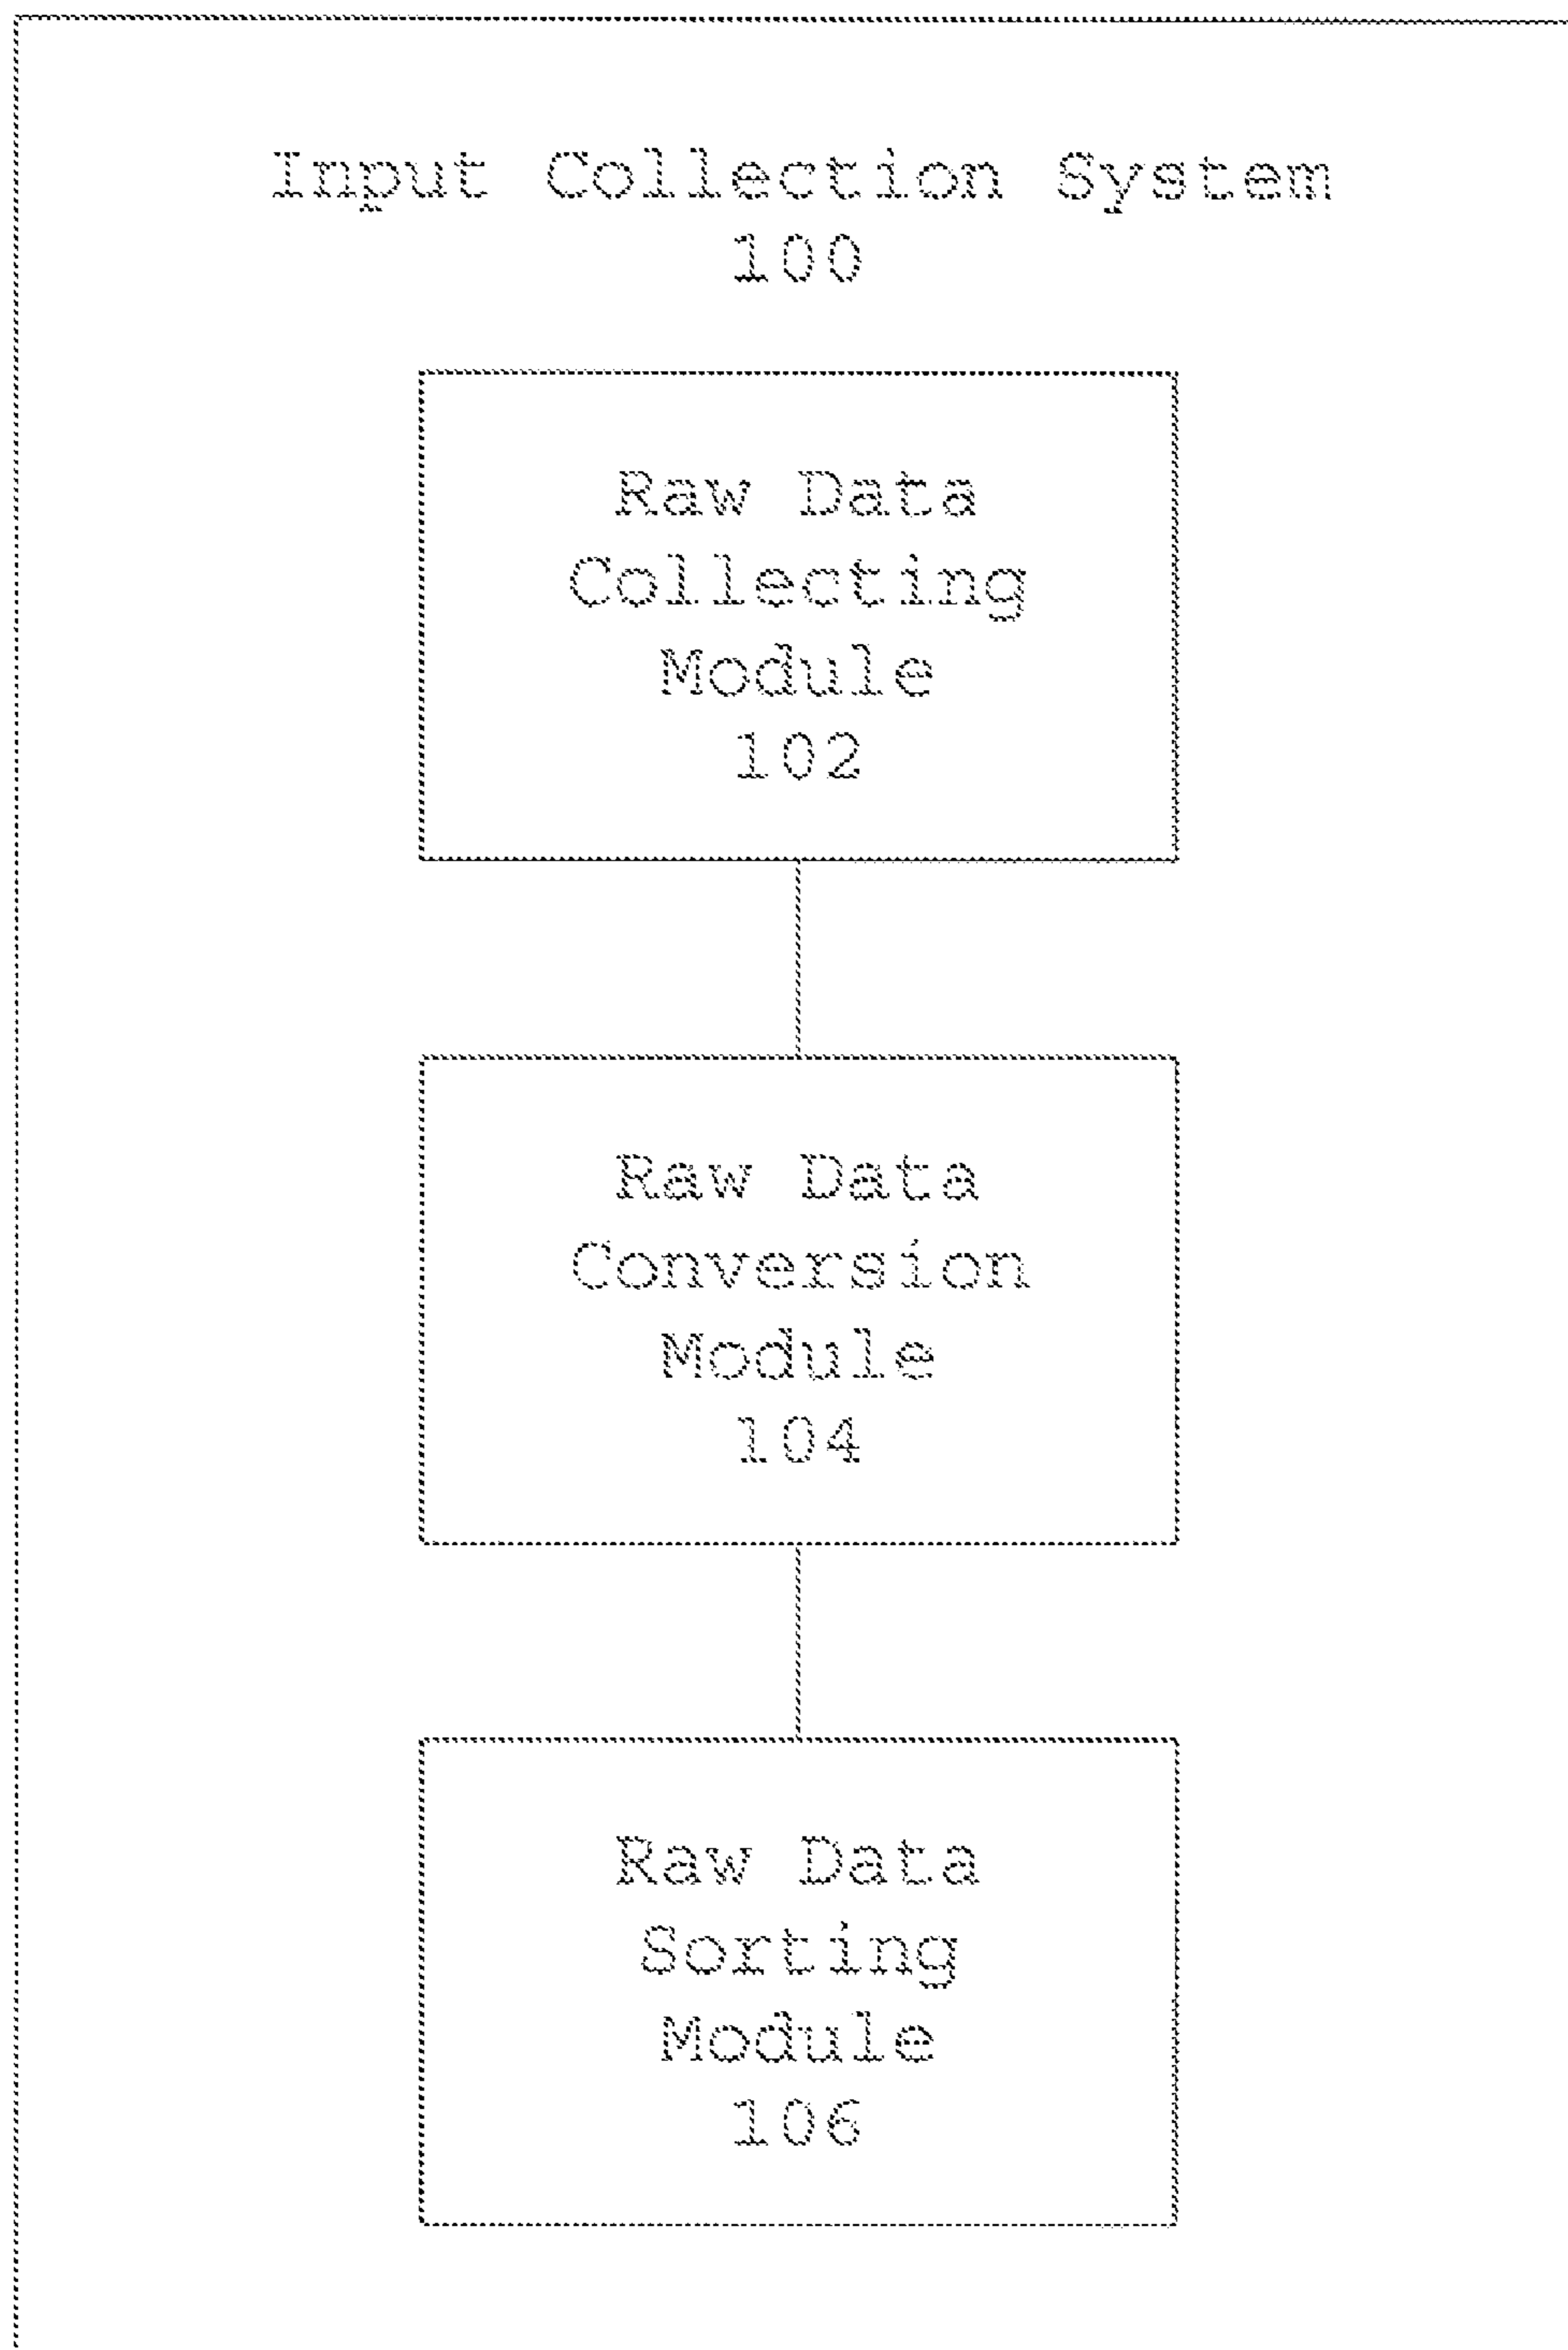 Input Collection System
100
Raw Data
Collecting
Module
102
Raw Data
Conversion
Module
104
Raw Data
Sorting
Module
106